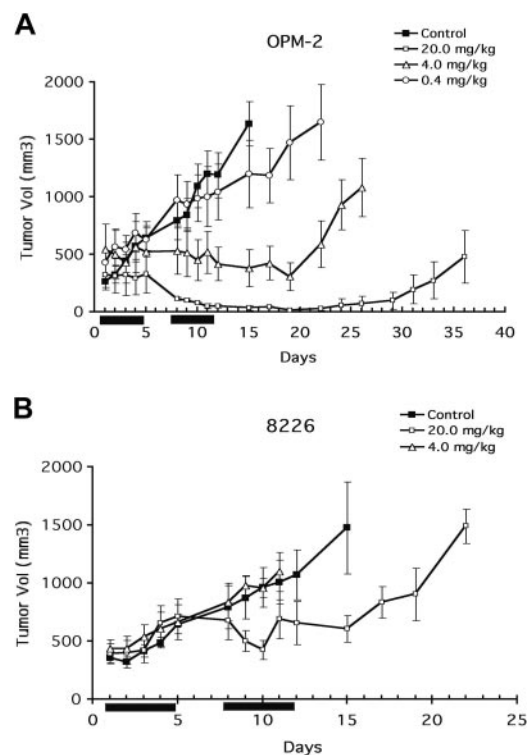 A
OPM-2
Control
20.0 mg/kg
4.0 mg/kg
0.4 mg/kg
2000
1500
1000
500
0
Tumor Vol (mm3)
0 5 10 15 20 25 30 35 40
Days
B
8226
Control
20.0 mg/kg
4.0 mg/kg
2000
1500
1000
500
0
Tumor Vol (mm3)
0 5 10 15 20 25
Days